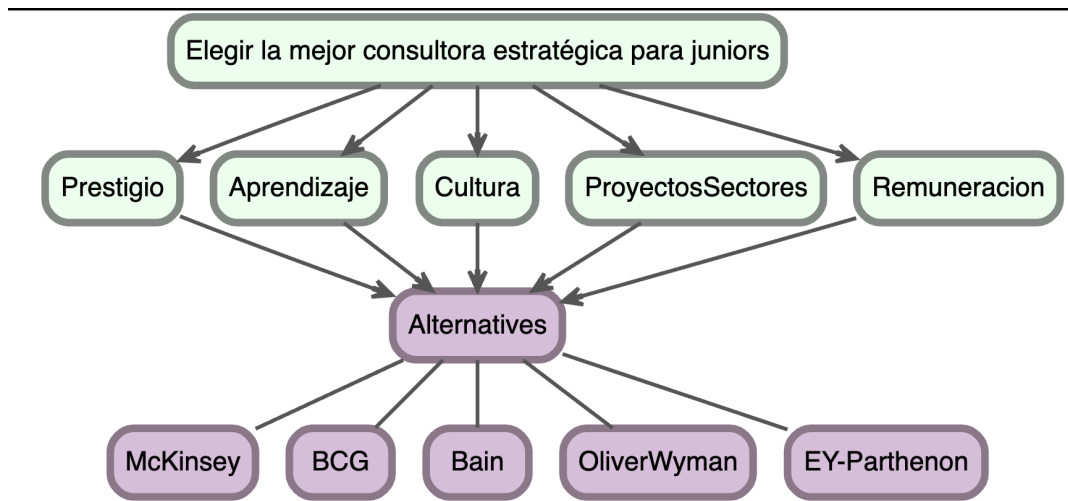 Elegir la mejor consultora estratégica para juniors
Prestigio
Aprendizaje
Cultura
ProyectosSectores
Remuneracion
Alternatives
McKinsey
BCG
Bain
OliverWyman
EY-Parthenon